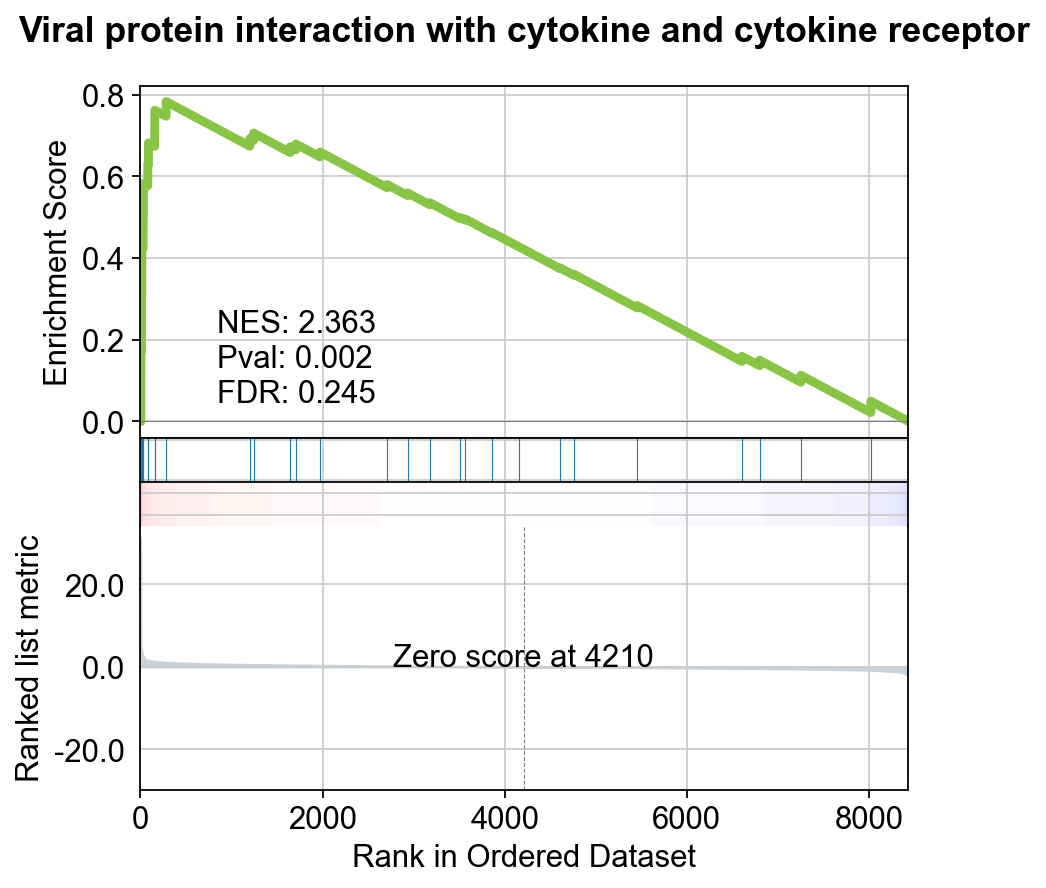 Viral protein interaction with cytokine and cytokine receptor
0.8
0.6
0.4
0.2
0.0
Enrichment Score
NES: 2.363
Pval: 0.002
FDR: 0.245
20.0
0.0
-20.0
Ranked list metric
Zero score at 4210
0 2000 4000 6000 8000
Rank in Ordered Dataset